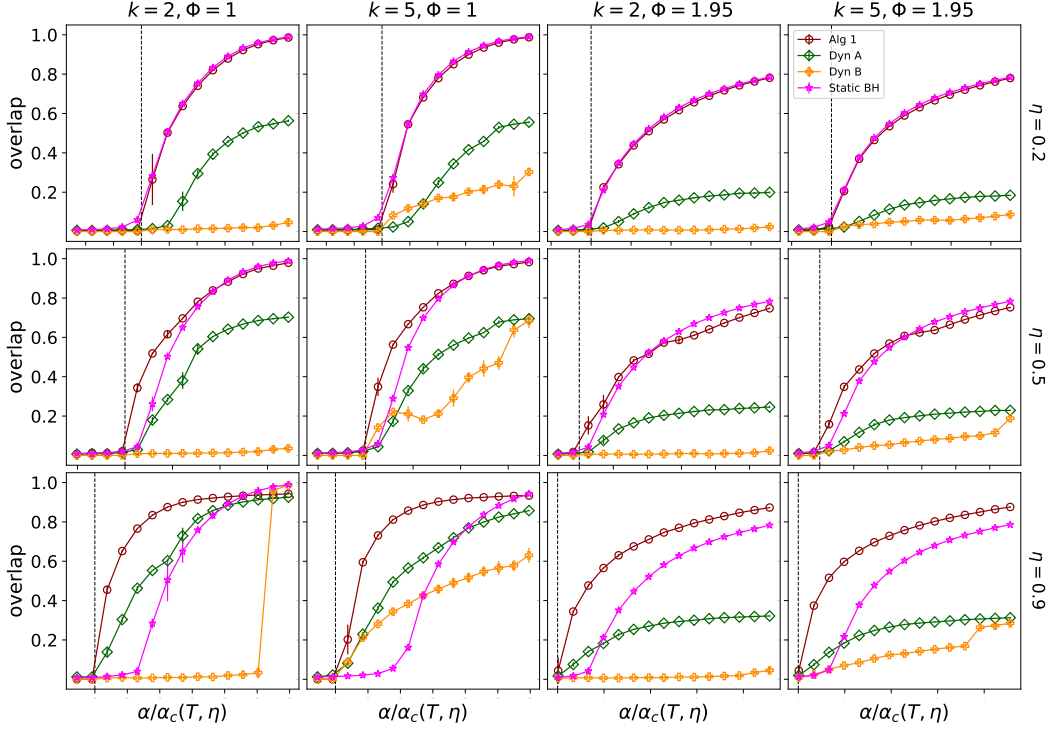 k = 2, Φ = 1
k = 5, Φ = 1
k = 2, Φ = 1.95
k = 5, Φ = 1.95
overlap
1.0
0.8
0.6
0.4
0.2
Alg 1
Dyn A
Dyn B
Static BH
η = 0.2
overlap
1.0
0.8
0.6
0.4
0.2
η = 0.5
overlap
1.0
0.8
0.6
0.4
0.2
η = 0.9
α/α_c(T, η)
α/α_c(T, η)
α/α_c(T, η)
α/α_c(T, η)